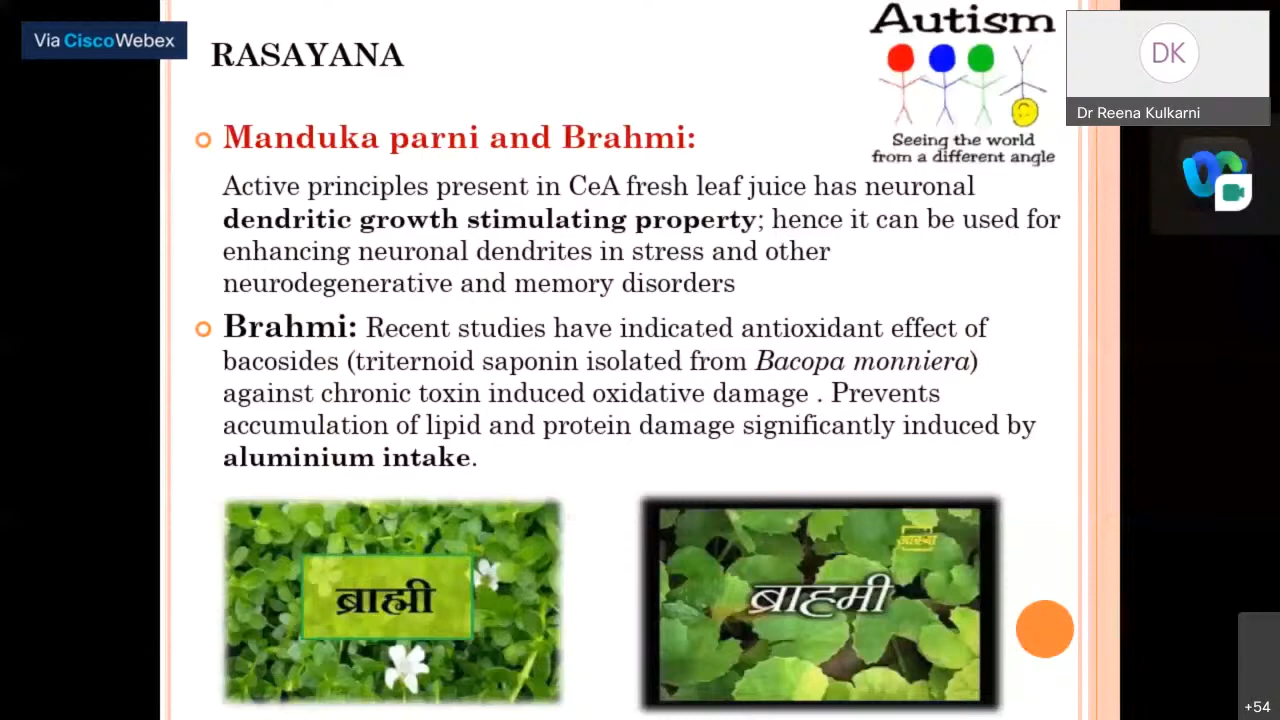 Via Cisco Webex
RASAYANA
Autism
Seeing the world
from a different angle
DK
Dr Reena Kulkarni
Manduka parni and Brahmi:
Active principles present in CeA fresh leaf juice has neuronal
dendritic growth stimulating property; hence it can be used for
enhancing neuronal dendrites in stress and other
neurodegenerative and memory disorders
Brahmi: Recent studies have indicated antioxidant effect of
bacosides (triternoid saponin isolated from Bacopa monniera)
against chronic toxin induced oxidative damage . Prevents
accumulation of lipid and protein damage significantly induced by
aluminium intake.
ब्राह्मी
ब्राहमी
+54